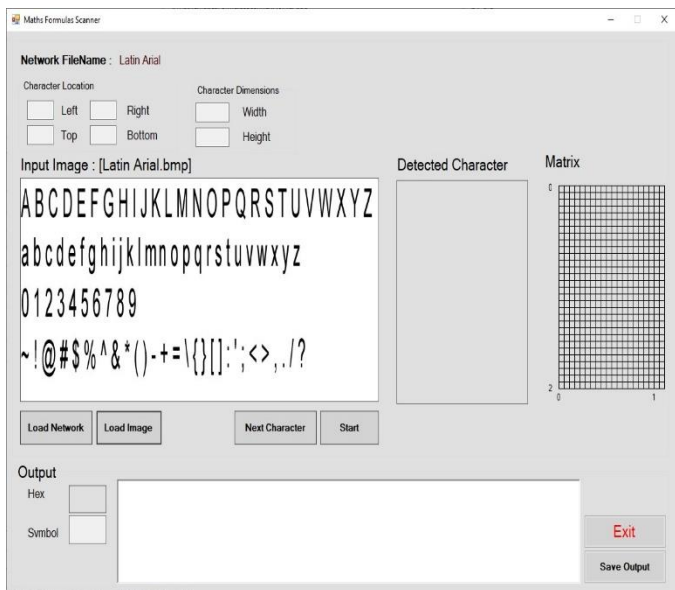 Maths Formulas Scanner
Network FileName : Latin Arial
Character Location
Character Dimensions
Left Right Width
Top Bottom Height
Input Image : [Latin Arial.bmp]
Detected Character
Matrix
ABCDEFGHIJKLMNOPQRSTUVWXYZ
abcdefghijklmnopqrstuvwxyz
0123456789
~!@#$%^&*()-+=\{}[]:';<>,./?
0
2
0 1
Load Network Load Image Next Character Start
Output
Hex
Symbol
Exit
Save Output